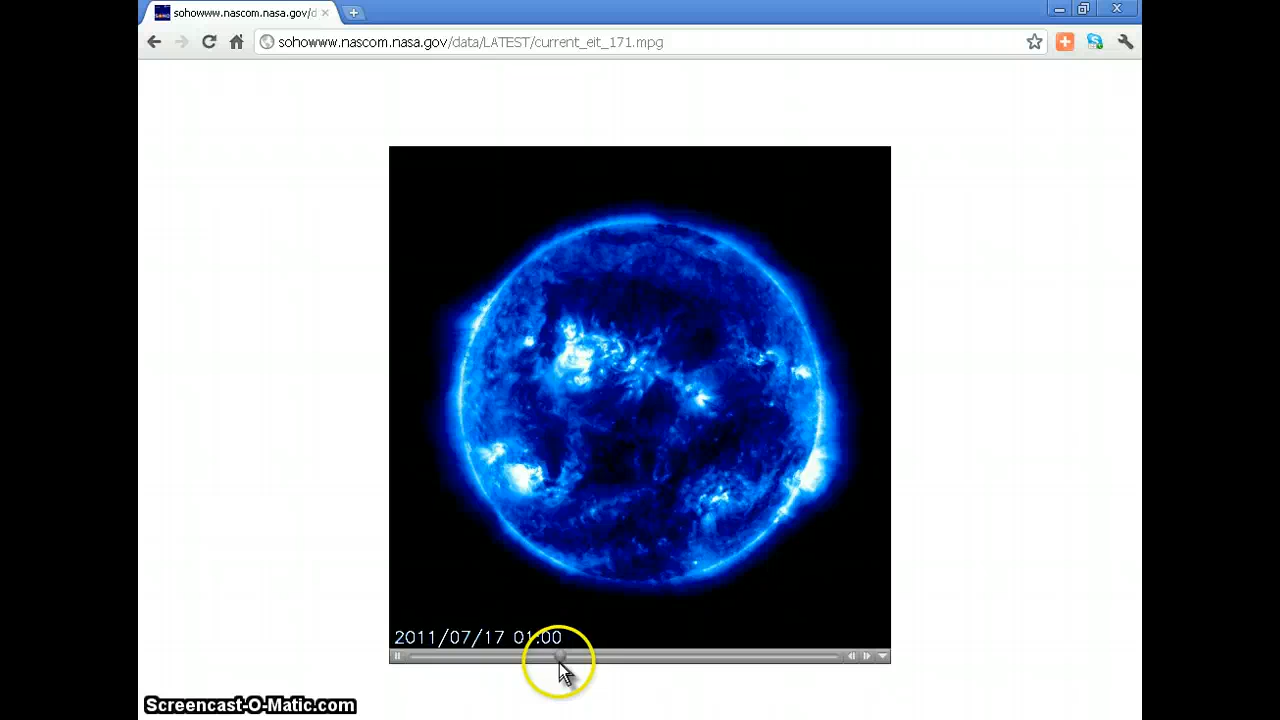 sohowww.nascom.nasa.gov/d
sohowww.nascom.nasa.gov/data/LATEST/current_eit_171.mpg
2011/07/17 01:00
Screencast-O-Matic.com